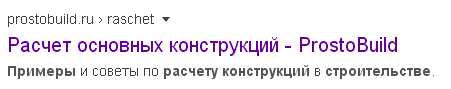 prostobuild.ru › raschet ▼
Расчет основных конструкций - ProstoBuild
Примеры и советы по расчету конструкций в строительстве.